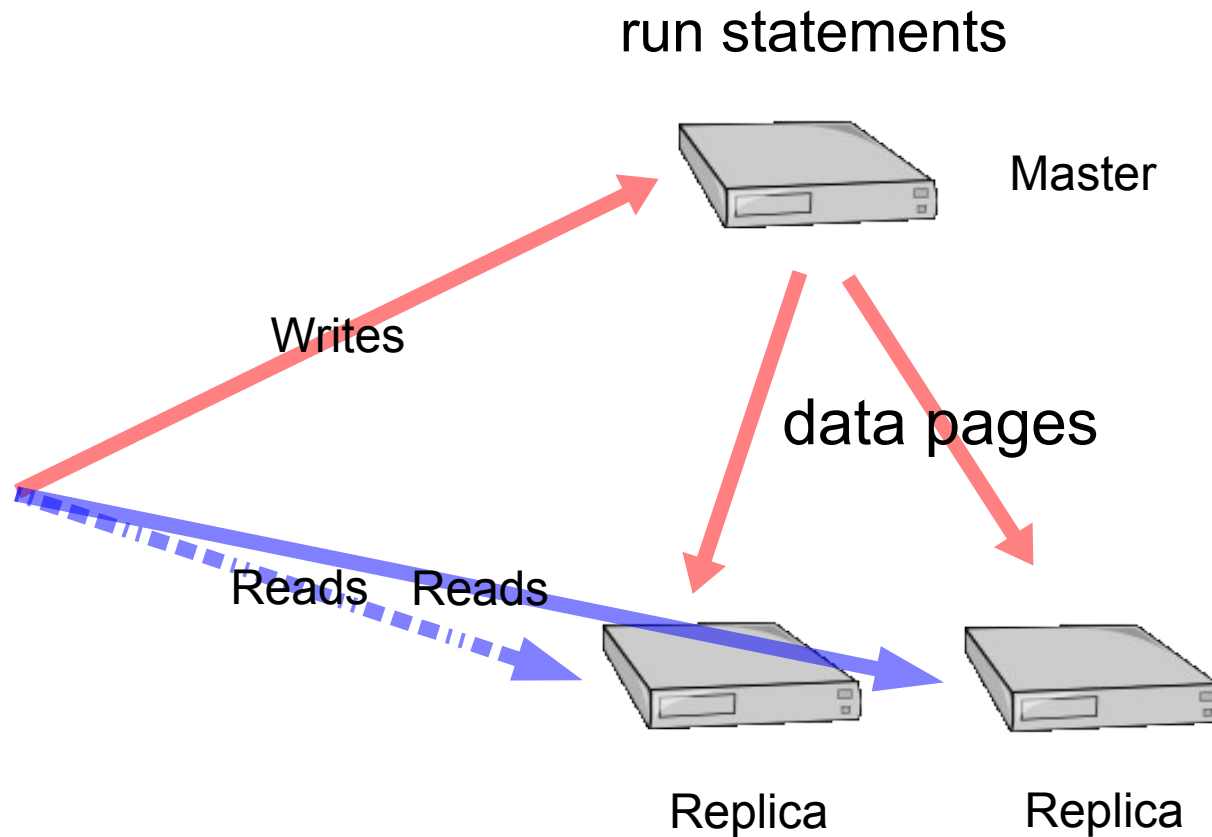 run statements
Master
Writes
data pages
Reads
Reads
Replica
Replica